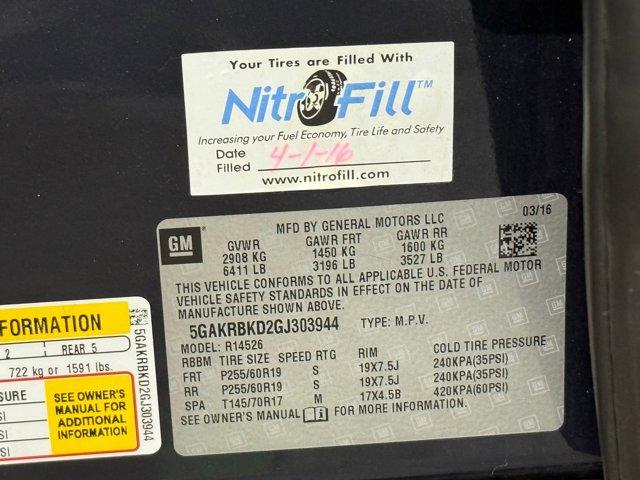 Your Tires are Filled With
NitroFill™
Increasing your Fuel Economy, Tire Life and Safety
Date
Filled 4-1-16
www.nitrofill.com
GM
MFD BY GENERAL MOTORS LLC
03/16
GVWR GAWR FRT GAWR RR
2908 KG 1450 KG 1600 KG
6411 LB 3196 LB 3527 LB
THIS VEHICLE CONFORMS TO ALL APPLICABLE U.S. FEDERAL MOTOR
VEHICLE SAFETY STANDARDS IN EFFECT ON THE DATE OF
MANUFACTURE SHOWN ABOVE.
5GAKRBKD2GJ303944 TYPE: M.P.V.
MODEL: R14526
RBBM TIRE SIZE SPEED RTG RIM COLD TIRE PRESSURE
FRT P255/60R19 S 19X7.5J 240KPA(35PSI)
RR P255/60R19 S 19X7.5J 240KPA(35PSI)
SPA T145/70R17 M 17X4.5B 420KPA(60PSI)
SEE OWNER'S MANUAL FOR MORE INFORMATION.
FORMATION
2 REAR 5
722 kg or 1591 lbs.
SURE
SI
SI
SI
SEE OWNER'S
MANUAL FOR
ADDITIONAL
INFORMATION
5GAKRBKD2GJ303944